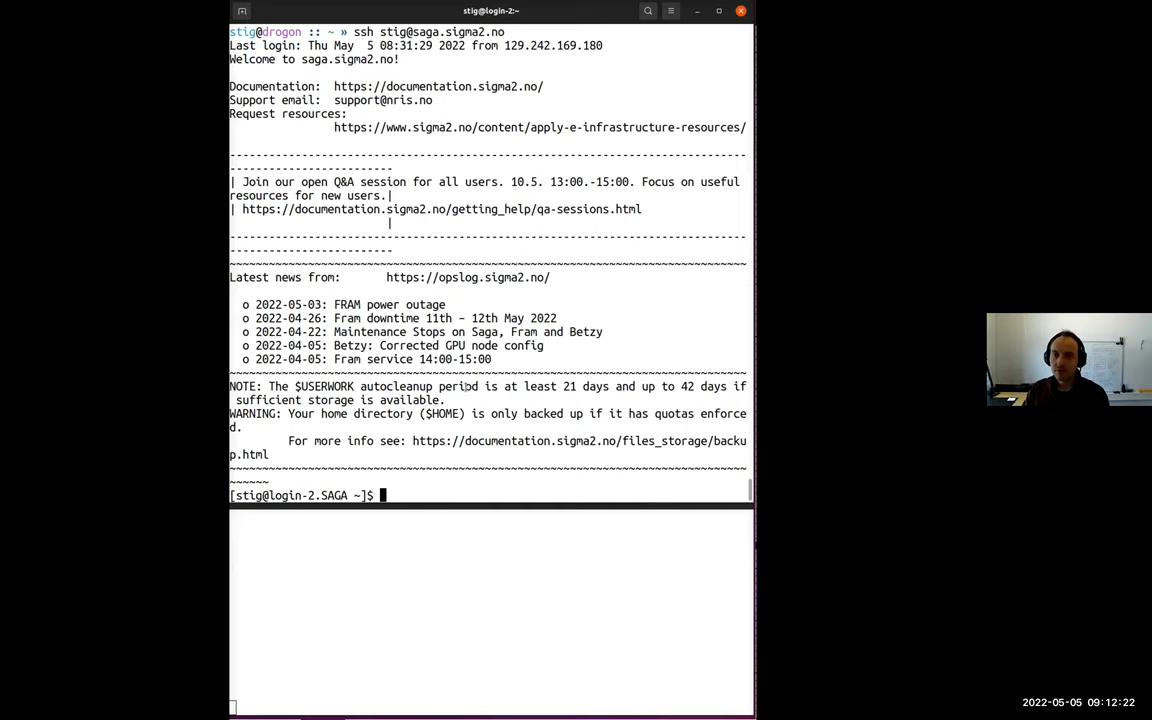 stig@login-2:~
stig@drogon :: ~ » ssh stig@saga.sigma2.no
Last login: Thu May  5 08:31:29 2022 from 129.242.169.180
Welcome to saga.sigma2.no!
Documentation:  https://documentation.sigma2.no/
Support email:  support@nris.no
Request resources:
https://www.sigma2.no/content/apply-e-infrastructure-resources/
-------------------------------------------------------------------------------
-------------------------
| Join our open Q&A session for all users. 10.5. 13:00.-15:00. Focus on useful
resources for new users.|
| https://documentation.sigma2.no/getting_help/qa-sessions.html
|
-------------------------------------------------------------------------------
-------------------------
~~~~~~~~~~~~~~~~~~~~~~~~~~~~~~~~~~~~~~~~~~~~~~~~~~~~~~~~~~~~~~~~~~~~~~~~~~~~~~~
Latest news from:       https://opslog.sigma2.no/
o 2022-05-03: FRAM power outage
o 2022-04-26: Fram downtime 11th – 12th May 2022
o 2022-04-22: Maintenance Stops on Saga, Fram and Betzy
o 2022-04-05: Betzy: Corrected GPU node config
o 2022-04-05: Fram service 14:00-15:00
~~~~~~~~~~~~~~~~~~~~~~~~~~~~~~~~~~~~~~~~~~~~~~~~~~~~~~~~~~~~~~~~~~~~~~~~~~~~~~~
NOTE: The $USERWORK autocleanup period is at least 21 days and up to 42 days if
sufficient storage is available.
WARNING: Your home directory ($HOME) is only backed up if it has quotas enforce
d.
For more info see: https://documentation.sigma2.no/files_storage/backu
p.html
~~~~~~~~~~~~~~~~~~~~~~~~~~~~~~~~~~~~~~~~~~~~~~~~~~~~~~~~~~~~~~~~~~~~~~~~~~~~~~~
~~~~~~
[stig@login-2.SAGA ~]$
2022-05-05 09:12:22